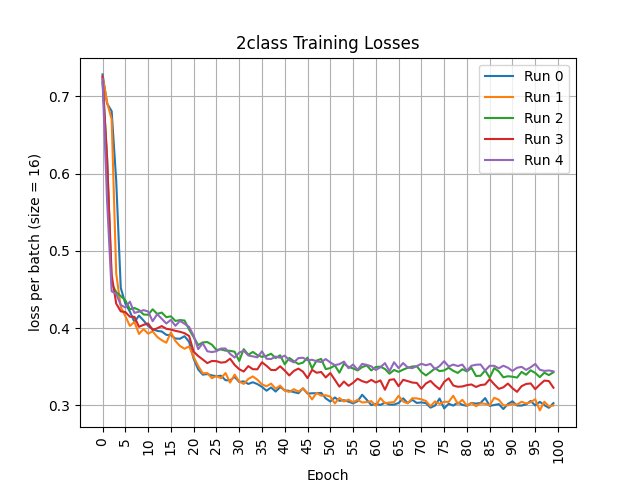 2class Training Losses
loss per batch (size = 16)
0.7
0.6
0.5
0.4
0.3
Run 0
Run 1
Run 2
Run 3
Run 4
0 5 10 15 20 25 30 35 40 45 50 55 60 65 70 75 80 85 90 95 100
Epoch